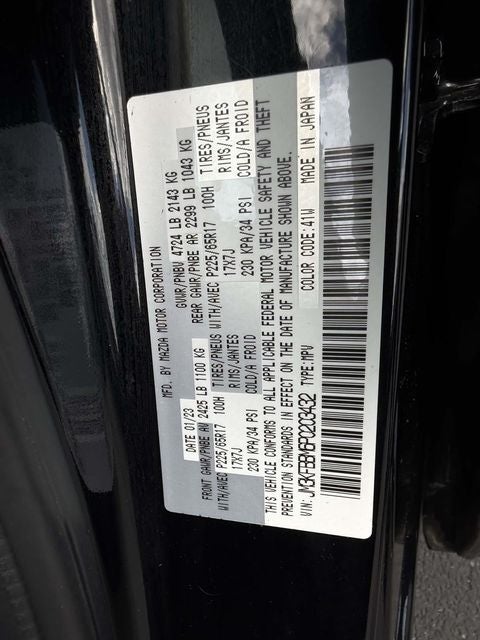 MFD. BY MAZDA MOTOR CORPORATION
DATE 01/23 GVWR/PNBV 4724 LB 2143 KG
FRONT GAWR/PNBE AV 2425 LB 1100 KG REAR GAWR/PNBE AR 2299 LB 1043 KG
WITH/AVEC P225/65R17 100H TIRES/PNEUS WITH/AVEC P225/65R17 100H TIRES/PNEUS
17X7J RIMS/JANTES 17X7J RIMS/JANTES
230 KPA/34 PSI COLD/A FROID 230 KPA/34 PSI COLD/A FROID
THIS VEHICLE CONFORMS TO ALL APPLICABLE FEDERAL MOTOR VEHICLE SAFETY AND THEFT
PREVENTION STANDARDS IN EFFECT ON THE DATE OF MANUFACTURE SHOWN ABOVE.
VIN: JM3KFBBM6P0203432 TYPE:MPV COLOR CODE:41W MADE IN JAPAN